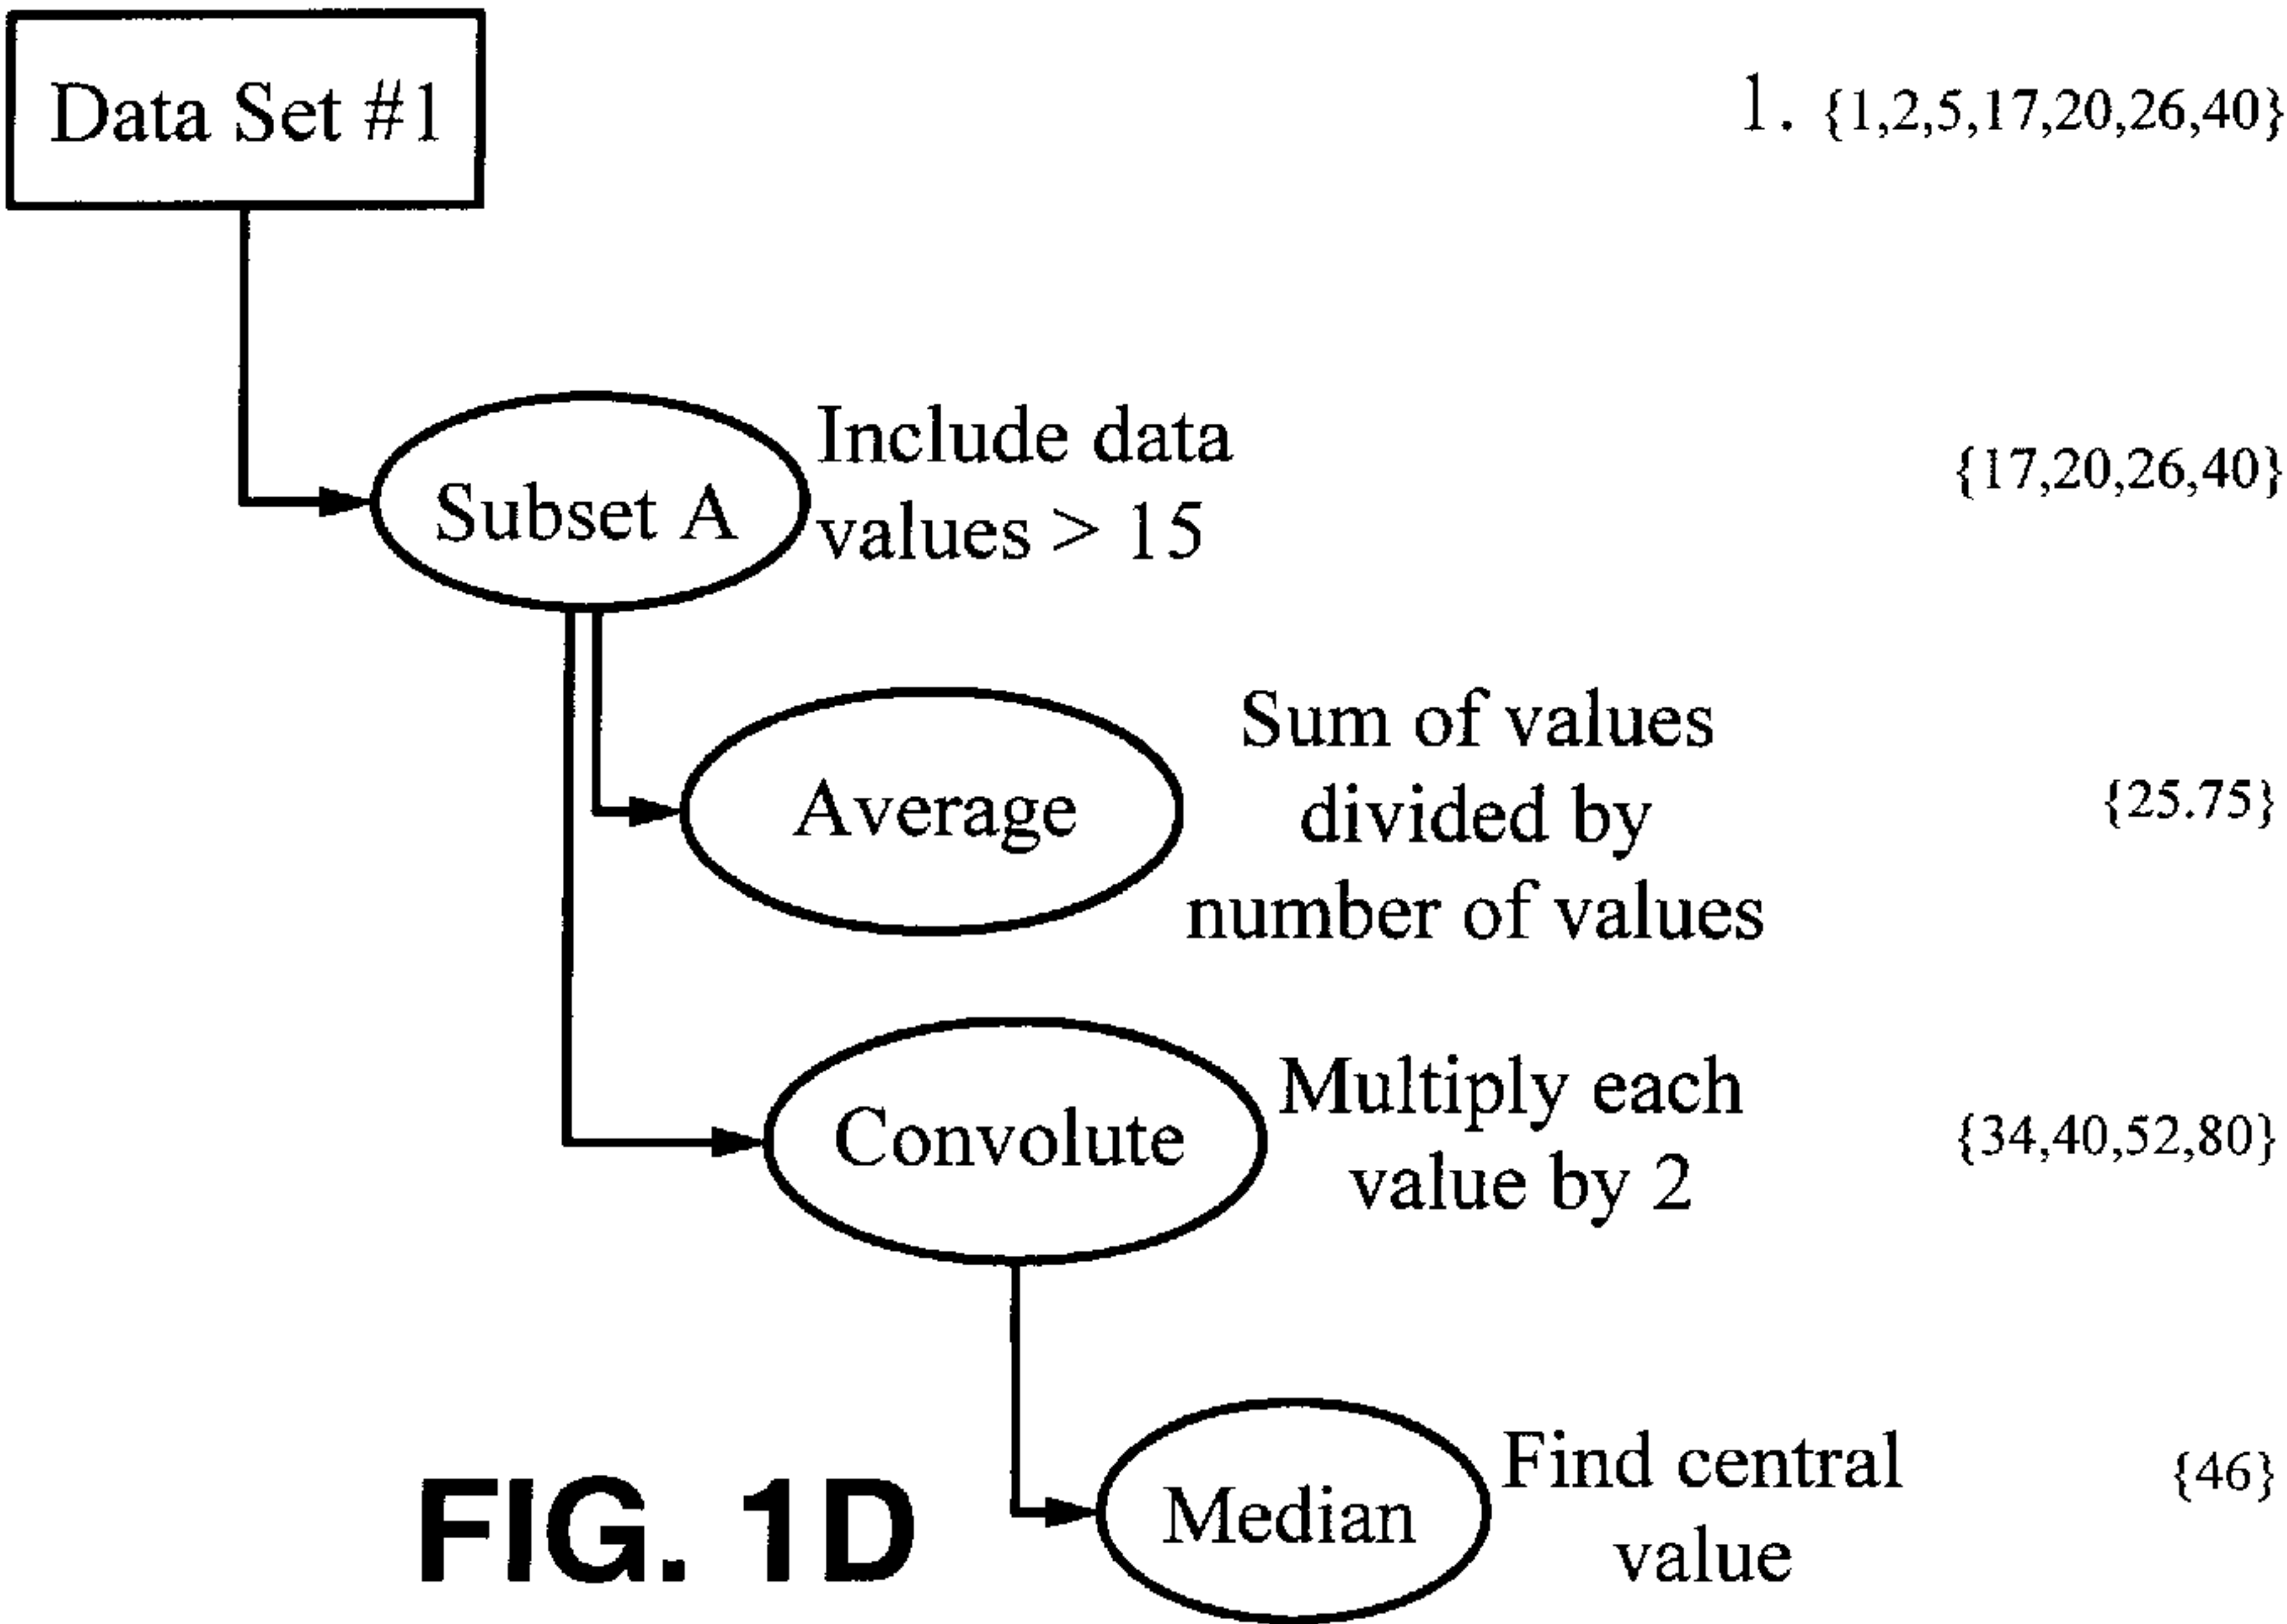 Data Set #1
1. {1,2,5,17,20,26,40}
Subset A
Include data
values > 15
{17,20,26,40}
Average
Sum of values
divided by
number of values
{25.75}
Convolute
Multiply each
value by 2
{34,40,52,80}
Median
Find central
value
{46}
FIG. 1D